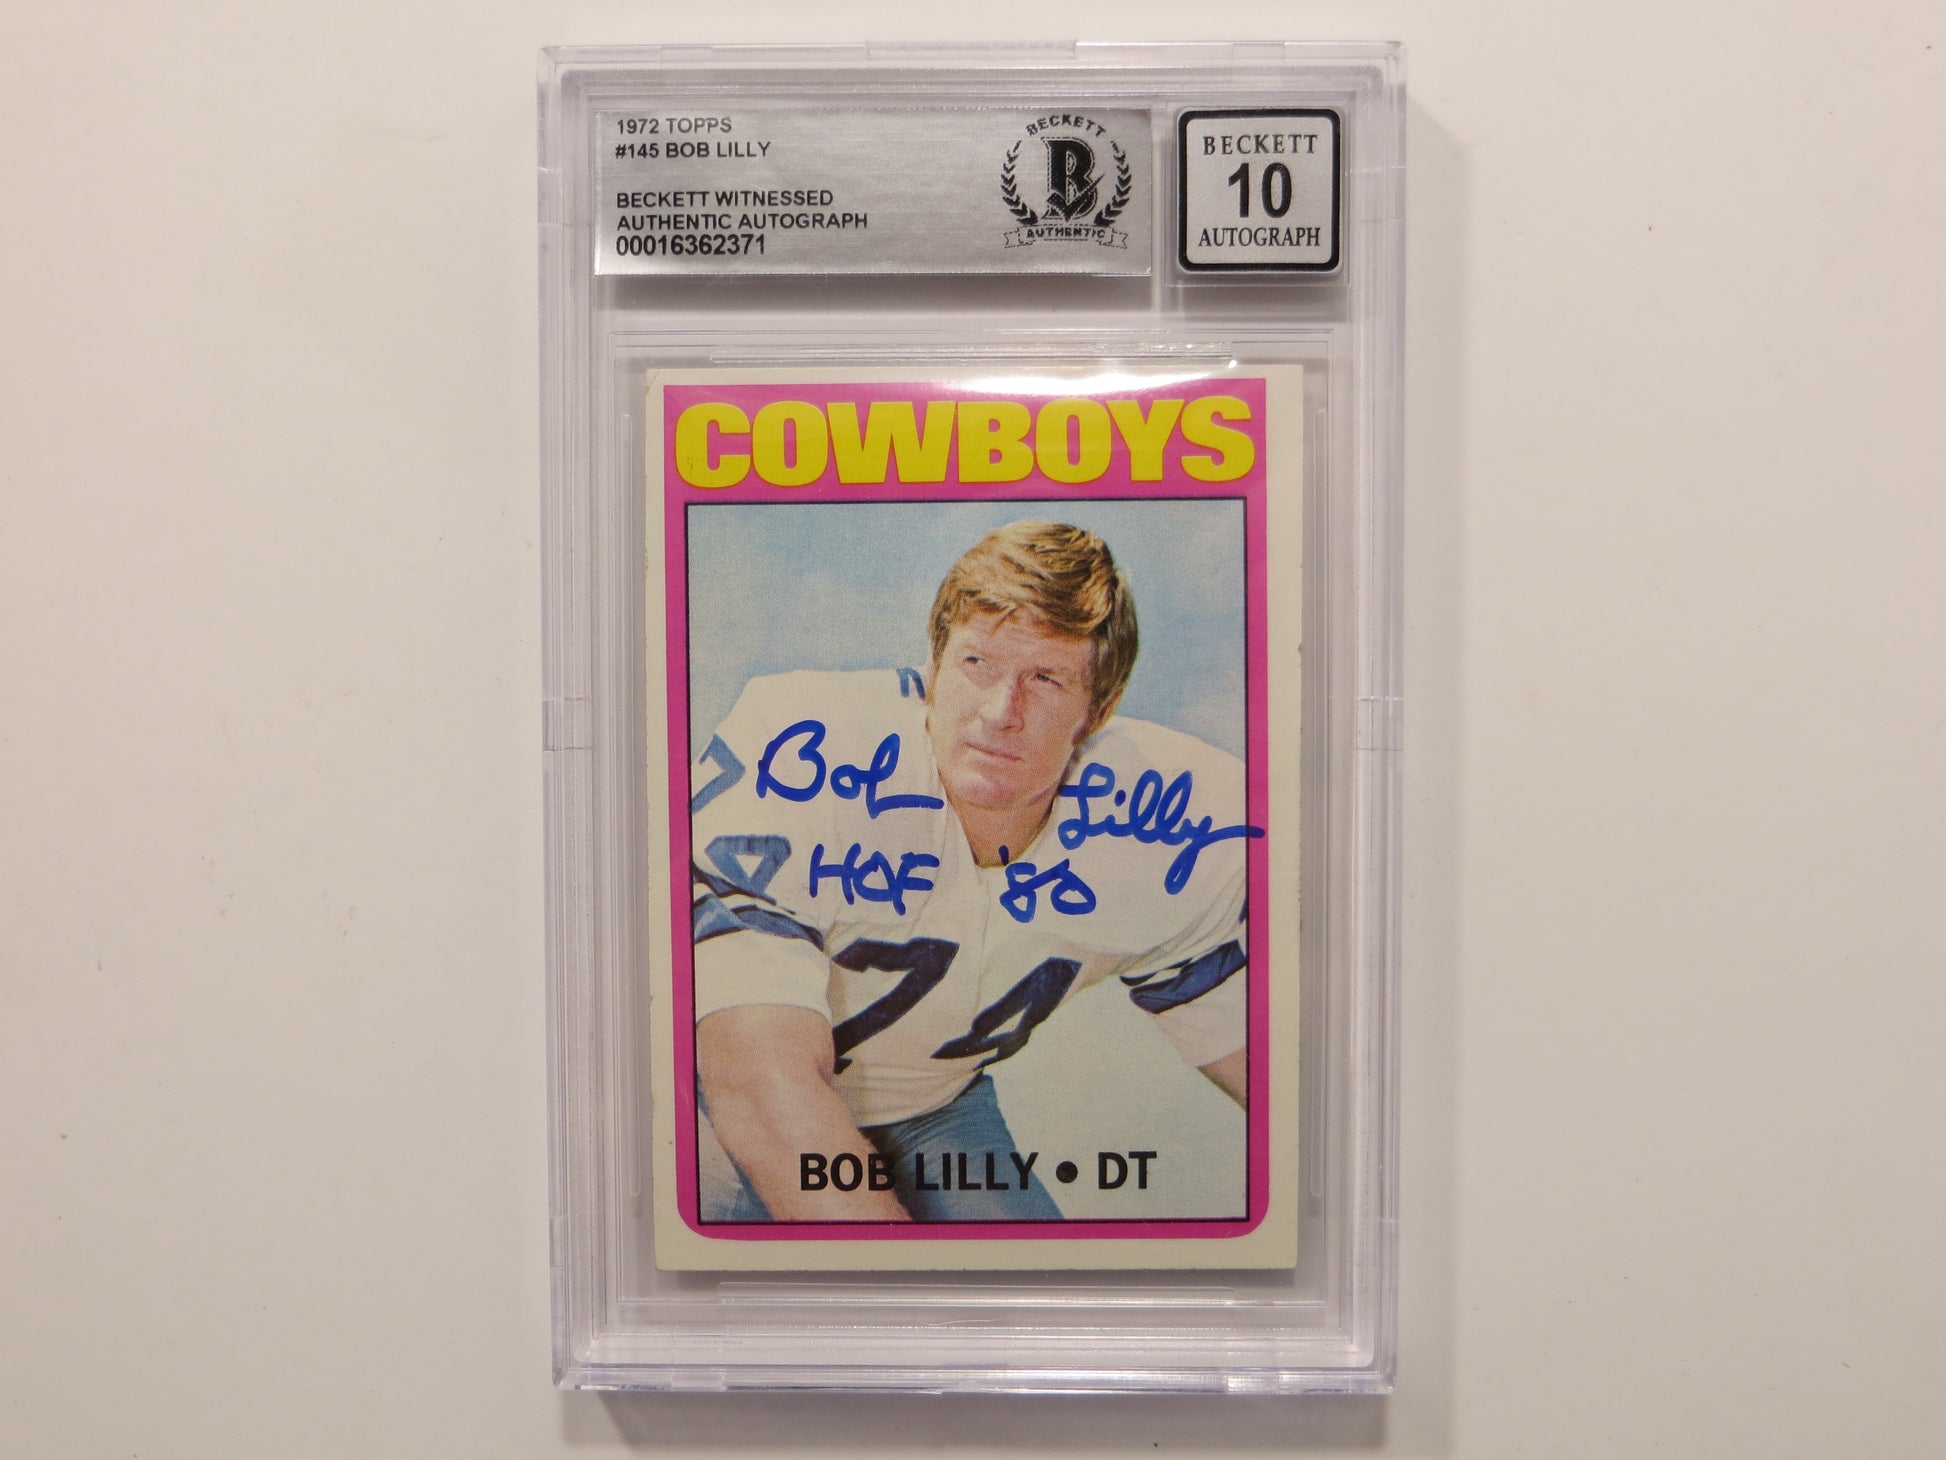 1972 TOPPS
#145 BOB LILLY
BECKETT WITNESSED
AUTHENTIC AUTOGRAPH
00016362371
BECKETT
B
AUTHENTIC
BECKETT
10
AUTOGRAPH
COWBOYS
Bob Lilly
HOF '80
74
BOB LILLY • DT